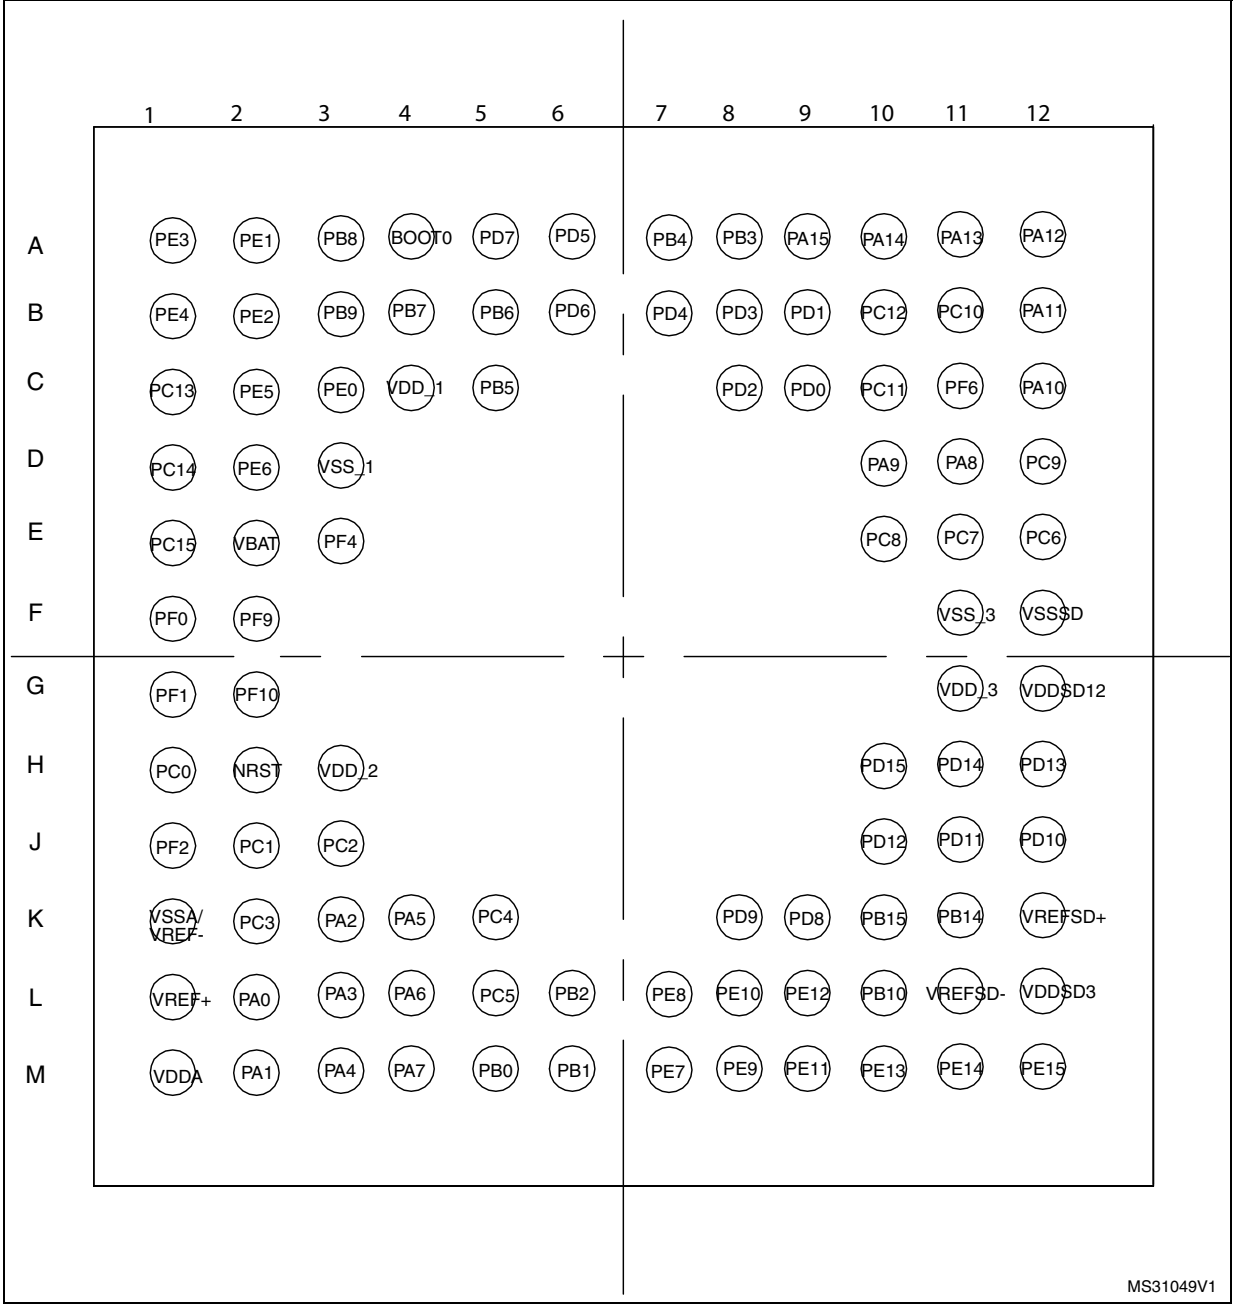 1 2 3 4 5 6 7 8 9 10 11 12
A PE3 PE1 PB8 BOOT0 PD7 PD5 PB4 PB3 PA15 PA14 PA13 PA12
B PE4 PE2 PB9 PB7 PB6 PD6 PD4 PD3 PD1 PC12 PC10 PA11
C PC13 PE5 PE0 VDD_1 PB5 PD2 PD0 PC11 PF6 PA10
D PC14 PE6 VSS_1 PA9 PA8 PC9
E PC15 VBAT PF4 PC8 PC7 PC6
F PF0 PF9 VSS_3 VSSSD
G PF1 PF10 VDD_3 VDDSD12
H PC0 NRST VDD_2 PD15 PD14 PD13
J PF2 PC1 PC2 PD12 PD11 PD10
K VSSA/ PC3 PA2 PA5 PC4 PD9 PD8 PB15 PB14 VREFSD+
VREF-
L VREF+ PA0 PA3 PA6 PC5 PB2 PE8 PE10 PE12 PB10 VREFSD- VDDSD3
M VDDA PA1 PA4 PA7 PB0 PB1 PE7 PE9 PE11 PE13 PE14 PE15
MS31049V1